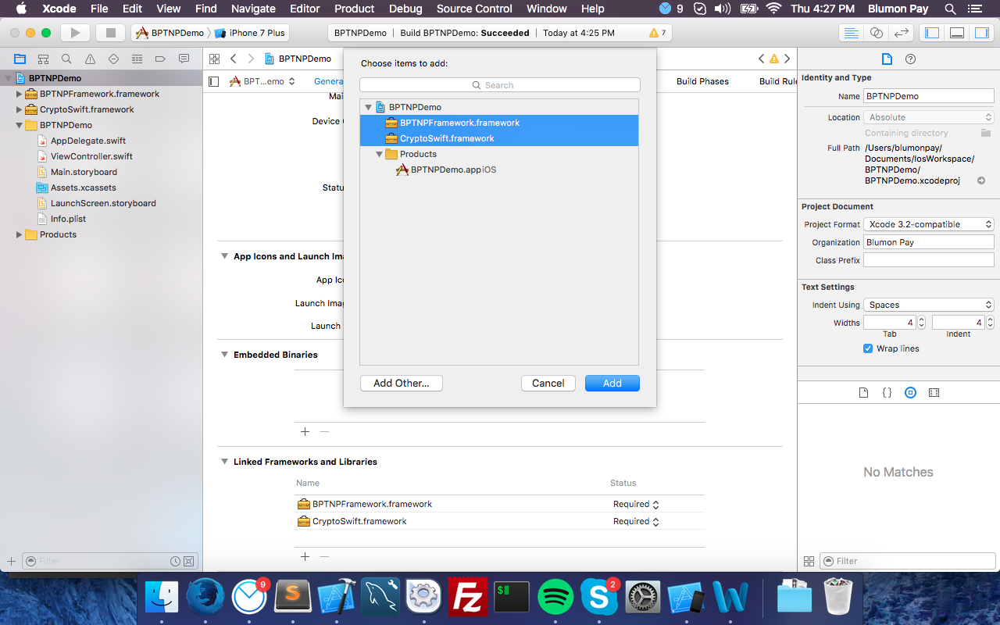 Xcode File Edit View Find Navigate Editor Product Debug Source Control Window Help 9 Thu 4:27 PM Blumon Pay
BPTNPDemo iPhone 7 Plus BPTNPDemo | Build BPTNPDemo: Succeeded | Today at 4:25 PM 7
BPTNPDemo
BPTNPFramework.framework
CryptoSwift.framework
BPTNPDemo
AppDelegate.swift
ViewController.swift
Main.storyboard
Assets.xcassets
LaunchScreen.storyboard
Info.plist
Products
Filter
BPTNPDemo
BPT...emo Genera Build Phases Build Rule
Mai
Device O
Statu
App Icons and Launch Ima
App Ico
Launch Imag
Launch
Embedded Binaries
Linked Frameworks and Libraries
Name Status
BPTNPFramework.framework Required
CryptoSwift.framework Required
Choose items to add:
Search
BPTNPDemo
BPTNPFramework.framework
CryptoSwift.framework
Products
BPTNPDemo.app iOS
Add Other... Cancel Add
Identity and Type
Name BPTNPDemo
Location Absolute
Containing directory
Full Path /Users/blumonpay/
Documents/IosWorkspace/
BPTNPDemo/
BPTNPDemo.xcodeproj
Project Document
Project Format Xcode 3.2-compatible
Organization Blumon Pay
Class Prefix
Text Settings
Indent Using Spaces
Widths 4 4
Tab Indent
Wrap lines
{}
No Matches
Filter
9 S $ Fz S 2 W